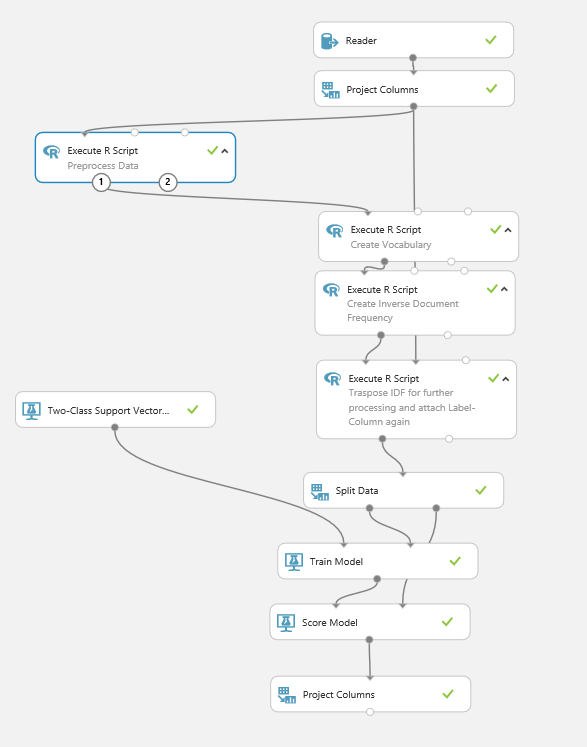 Reader
Project Columns
Execute R Script
Preprocess Data
1
2
Execute R Script
Create Vocabulary
Execute R Script
Create Inverse Document
Frequency
Execute R Script
Traspose IDF for further
processing and attach Label-
Column again
Two-Class Support Vector...
Split Data
Train Model
Score Model
Project Columns